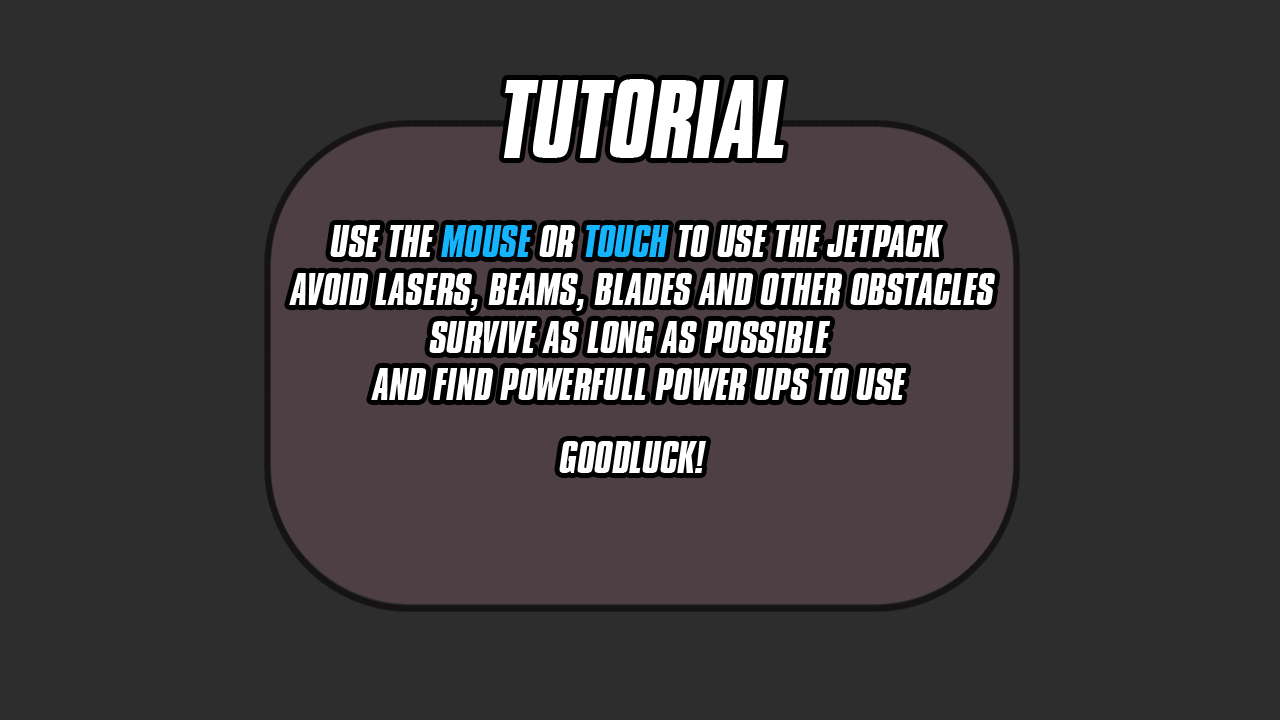 TUTORIAL
USE THE MOUSE OR TOUCH TO USE THE JETPACK
AVOID LASERS, BEAMS, BLADES AND OTHER OBSTACLES
SURVIVE AS LONG AS POSSIBLE
AND FIND POWERFULL POWER UPS TO USE
GOODLUCK!